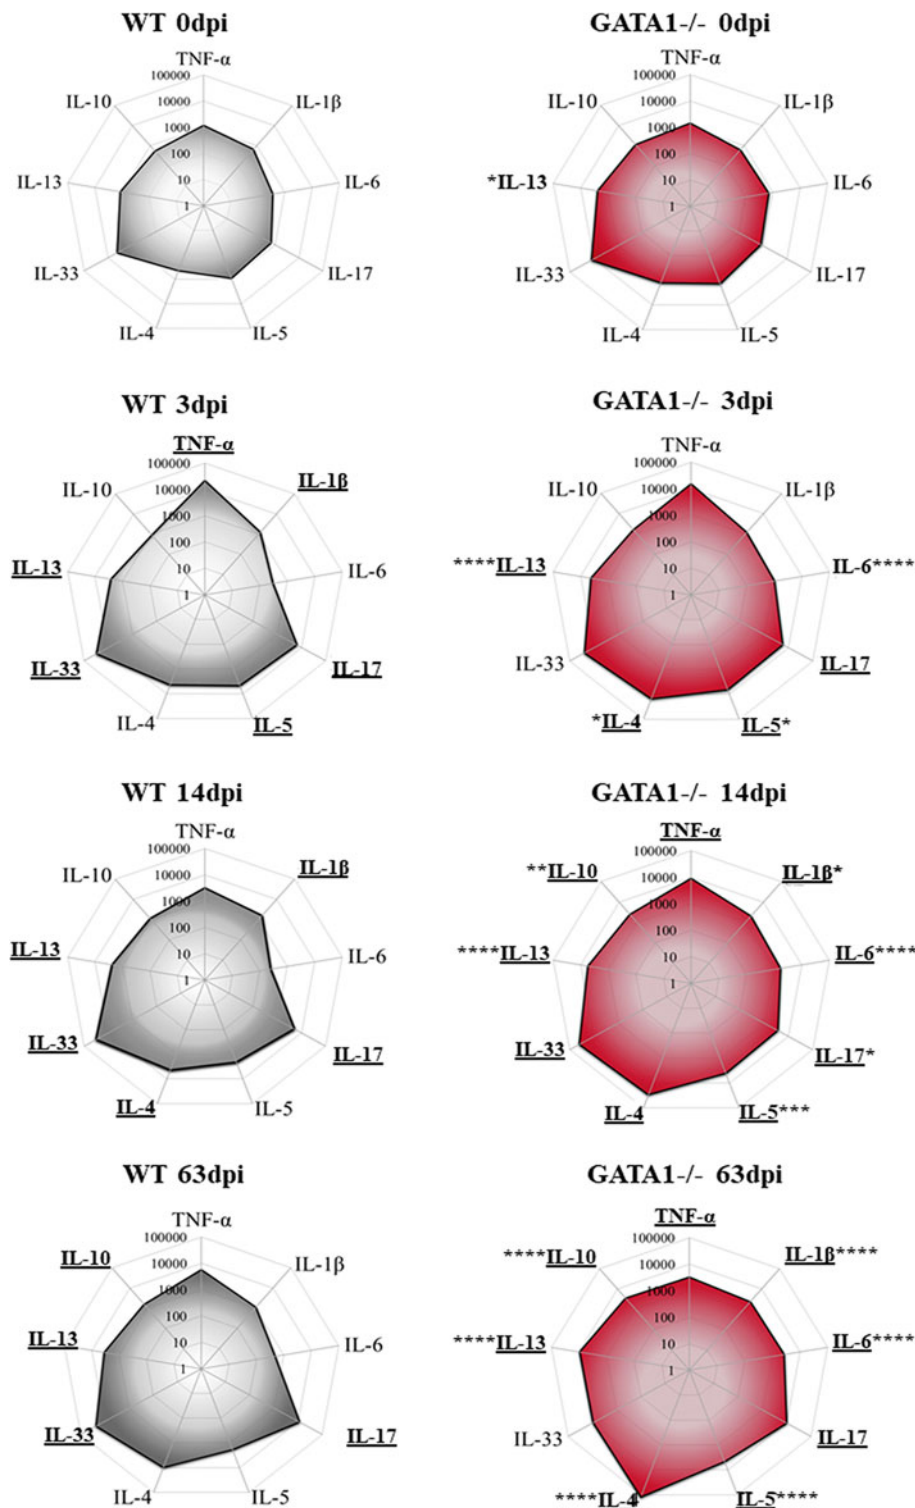 WT 0dpi
TNF-α
100000
10000
1000
100
10
1
IL-1β
IL-6
IL-17
IL-5
IL-4
IL-33
IL-13
IL-10
GATA1-/- 0dpi
TNF-α
100000
10000
1000
100
10
1
IL-1β
IL-6
IL-17
IL-5
IL-4
IL-33
*IL-13
IL-10
WT 3dpi
TNF-α
100000
10000
1000
100
10
1
IL-1β
IL-6
IL-17
IL-5
IL-4
IL-33
IL-13
IL-10
GATA1-/- 3dpi
TNF-α
100000
10000
1000
100
10
1
IL-1β
IL-6****
IL-17
IL-5*
*IL-4
IL-33
****IL-13
IL-10
WT 14dpi
TNF-α
100000
10000
1000
100
10
1
IL-1β
IL-6
IL-17
IL-5
IL-4
IL-33
IL-13
IL-10
GATA1-/- 14dpi
TNF-α
100000
10000
1000
100
10
1
IL-1β*
IL-6****
IL-17*
IL-5***
IL-4
IL-33
****IL-13
**IL-10
WT 63dpi
TNF-α
100000
10000
1000
100
10
1
IL-1β
IL-6
IL-17
IL-5
IL-4
IL-33
IL-13
IL-10
GATA1-/- 63dpi
TNF-α
100000
10000
1000
100
10
1
IL-1β****
IL-6****
IL-17
IL-5****
****IL-4
IL-33
****IL-13
****IL-10